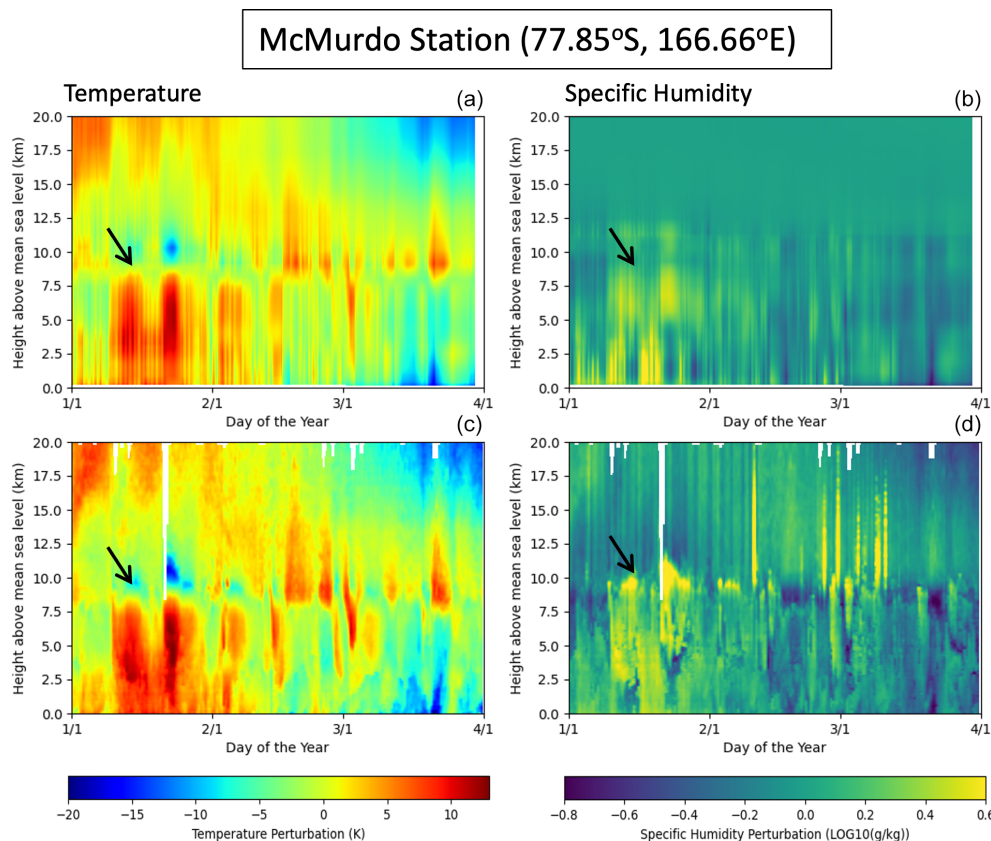 McMurdo Station (77.85°S, 166.66°E)
Temperature
(a)
Specific Humidity
(b)
Height above mean sea level (km)
20.0
17.5
15.0
12.5
10.0
7.5
5.0
2.5
0.0
1/1
2/1
3/1
4/1
Day of the Year
Height above mean sea level (km)
20.0
17.5
15.0
12.5
10.0
7.5
5.0
2.5
0.0
1/1
2/1
3/1
4/1
Day of the Year
(c)
Height above mean sea level (km)
20.0
17.5
15.0
12.5
10.0
7.5
5.0
2.5
0.0
1/1
2/1
3/1
4/1
Day of the Year
(d)
Height above mean sea level (km)
20.0
17.5
15.0
12.5
10.0
7.5
5.0
2.5
0.0
1/1
2/1
3/1
4/1
Day of the Year
−20 −15 −10 −5 0 5 10
Temperature Perturbation (K)
−0.8 −0.6 −0.4 −0.2 0.0 0.2 0.4 0.6
Specific Humidity Perturbation (LOG10(g/kg))